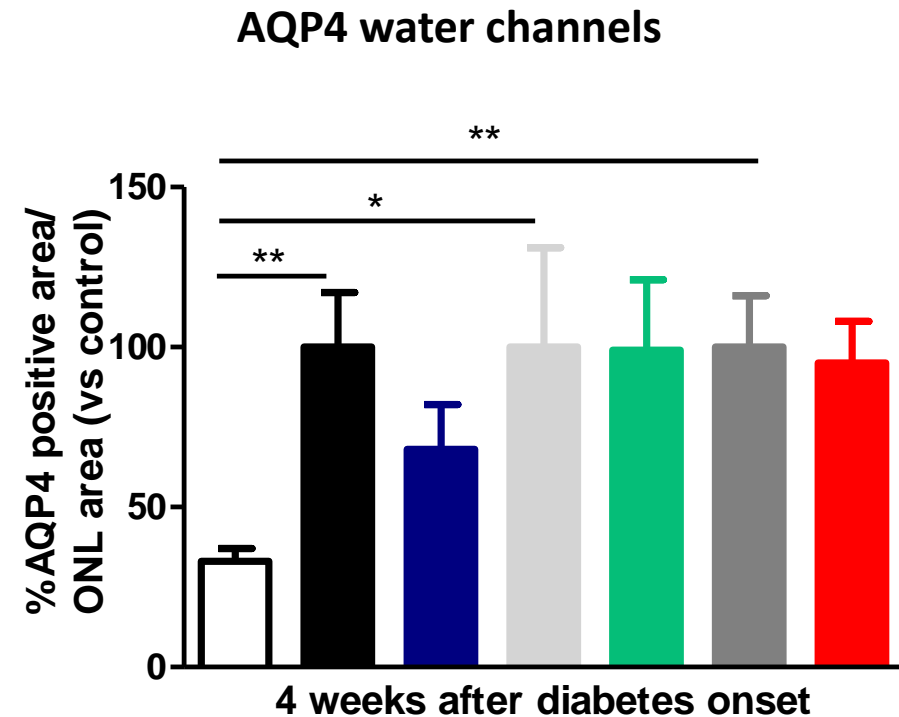 AQP4 water channels
**
*
**
150
100
50
0
%AQP4 positive area/
ONL area (vs control)
4 weeks after diabetes onset